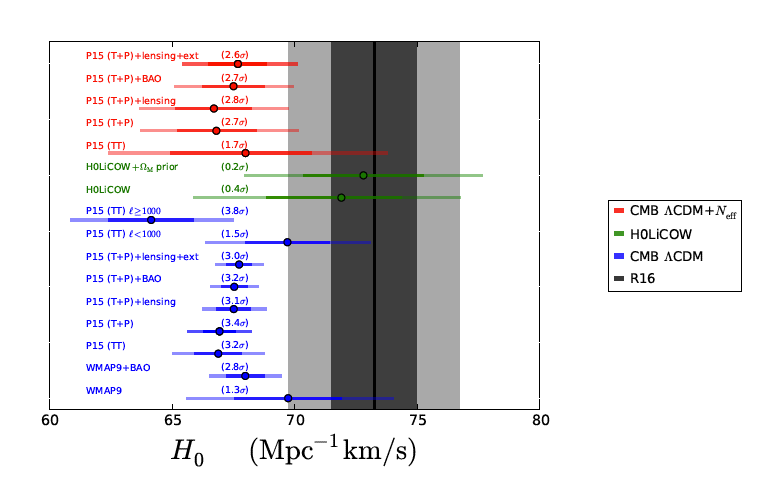 P15 (T+P)+lensing+ext (2.6σ)
P15 (T+P)+BAO (2.7σ)
P15 (T+P)+lensing (2.8σ)
P15 (T+P) (2.7σ)
P15 (TT) (1.7σ)
H0LiCOW+Ω_M prior (0.2σ)
H0LiCOW (0.4σ)
P15 (TT) ℓ≥1000 (3.8σ)
P15 (TT) ℓ<1000 (1.5σ)
P15 (T+P)+lensing+ext (3.0σ)
P15 (T+P)+BAO (3.2σ)
P15 (T+P)+lensing (3.1σ)
P15 (T+P) (3.4σ)
P15 (TT) (3.2σ)
WMAP9+BAO (2.8σ)
WMAP9 (1.3σ)
60 65 70 75 80
H_0 (Mpc^{-1} km/s)
CMB ΛCDM+N_eff
H0LiCOW
CMB ΛCDM
R16